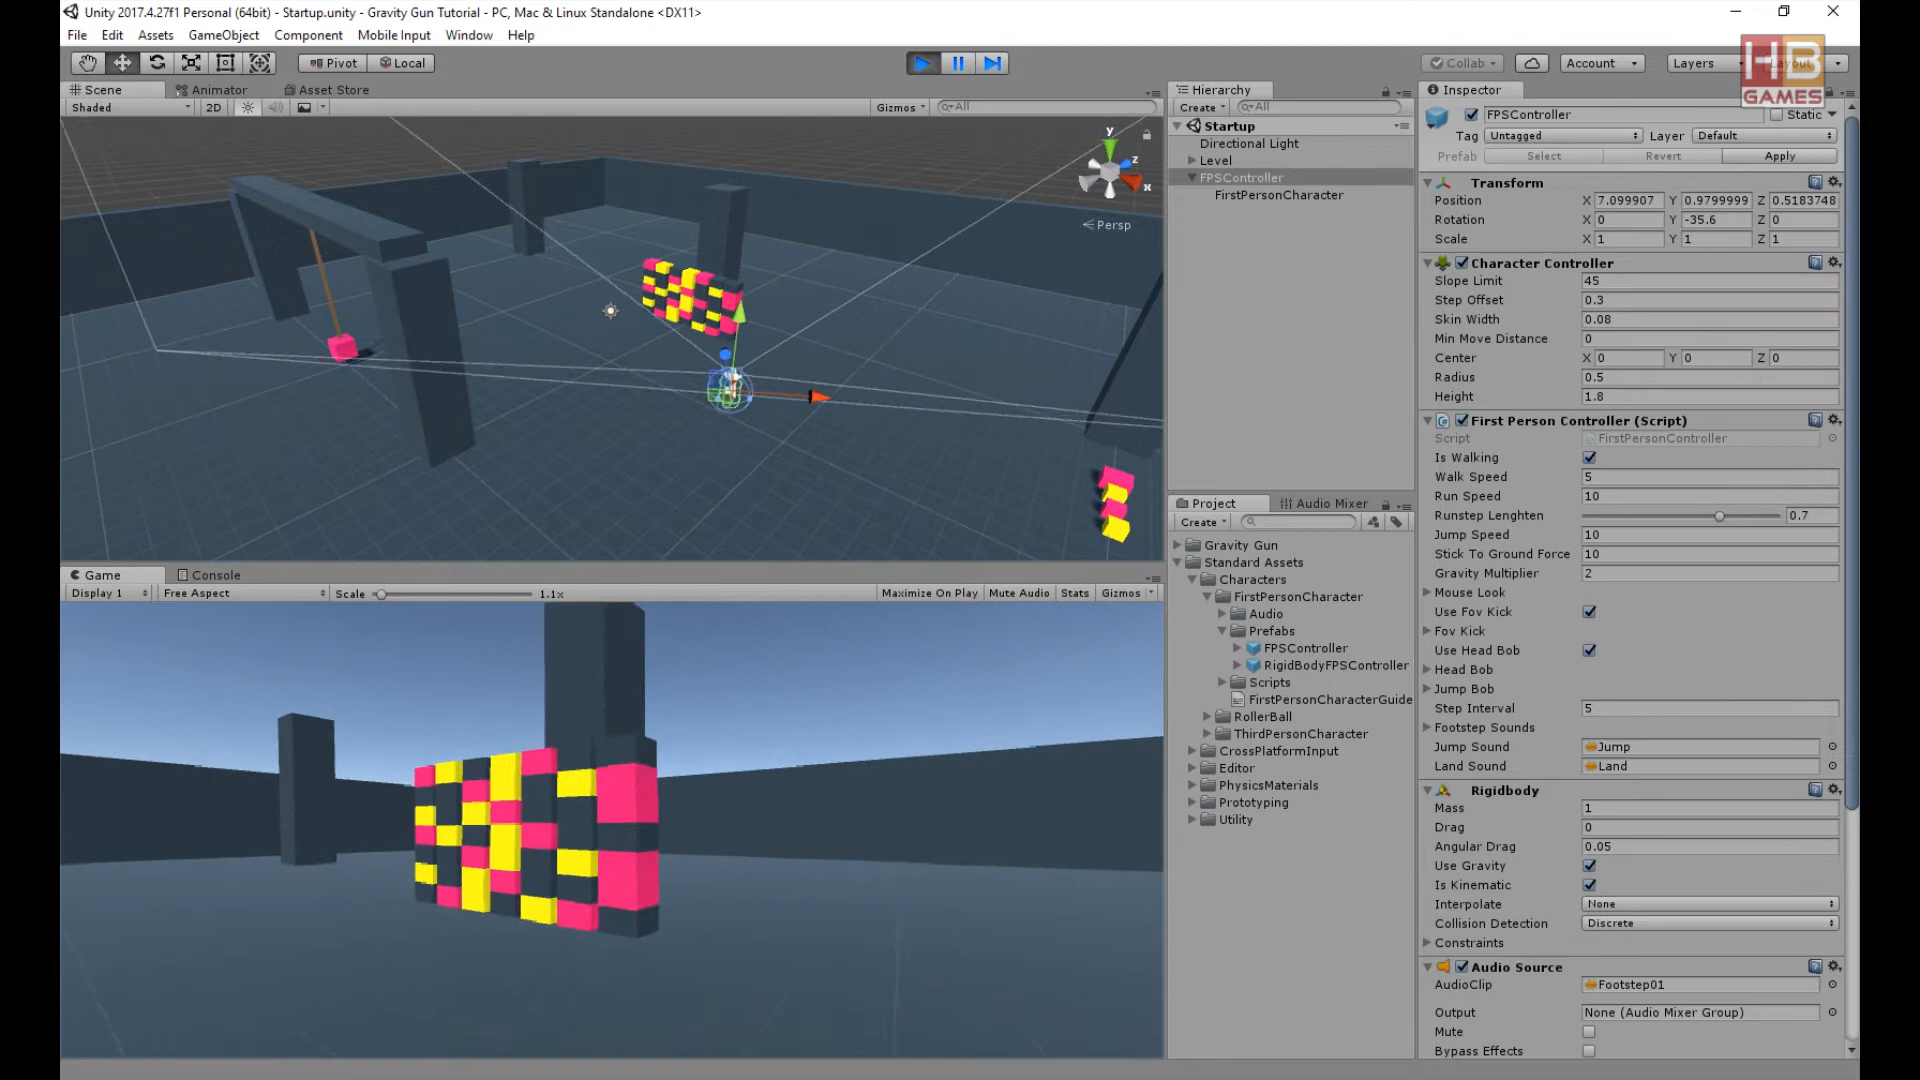 Unity 2017.4.27f1 Personal (64bit) - Startup.unity - Gravity Gun Tutorial - PC, Mac & Linux Standalone <DX11>
File Edit Assets GameObject Component Mobile Input Window Help
Pivot Local Collab Account Layers
HB
GAMES
Scene Animator Asset Store
Shaded 2D Gizmos All
y
z
x
Persp
Game Console
Display 1 Free Aspect Scale 1.1x Maximize On Play Mute Audio Stats Gizmos
Hierarchy
Create All
Startup
Directional Light
Level
FPSController
FirstPersonCharacter
Project Audio Mixer
Create
Gravity Gun
Standard Assets
Characters
FirstPersonCharacter
Audio
Prefabs
FPSController
RigidBodyFPSController
Scripts
FirstPersonCharacterGuide
RollerBall
ThirdPersonCharacter
CrossPlatformInput
Editor
PhysicsMaterials
Prototyping
Utility
Inspector
FPSController Static
Tag Untagged Layer Default
Prefab Select Revert Apply
Transform
Position X 7.099907 Y 0.9799999 Z 0.5183748
Rotation X 0 Y -35.6 Z 0
Scale X 1 Y 1 Z 1
Character Controller
Slope Limit 45
Step Offset 0.3
Skin Width 0.08
Min Move Distance 0
Center X 0 Y 0 Z 0
Radius 0.5
Height 1.8
First Person Controller (Script)
Script FirstPersonController
Is Walking
Walk Speed 5
Run Speed 10
Runstep Lenghten 0.7
Jump Speed 10
Stick To Ground Force 10
Gravity Multiplier 2
Mouse Look
Use Fov Kick
Fov Kick
Use Head Bob
Head Bob
Jump Bob
Step Interval 5
Footstep Sounds
Jump Sound Jump
Land Sound Land
Rigidbody
Mass 1
Drag 0
Angular Drag 0.05
Use Gravity
Is Kinematic
Interpolate None
Collision Detection Discrete
Constraints
Audio Source
AudioClip Footstep01
Output None (Audio Mixer Group)
Mute
Bypass Effects